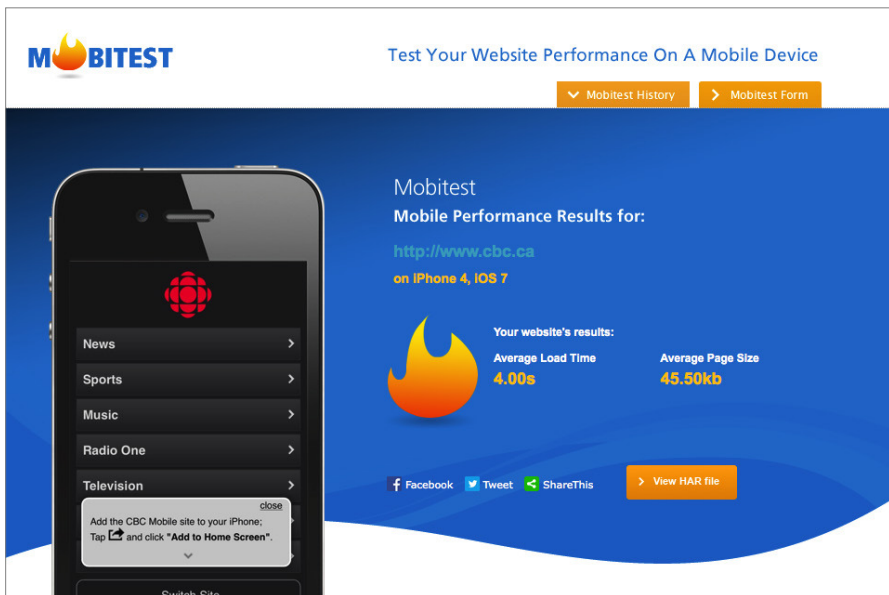 MOBITEST
Test Your Website Performance On A Mobile Device
Mobitest History
Mobitest Form
Mobitest
Mobile Performance Results for:
http://www.cbc.ca
on iPhone 4, IOS 7
Your website's results:
Average Load Time
Average Page Size
4.00s
45.50kb
Facebook
Tweet
ShareThis
View HAR file
News
Sports
Music
Radio One
Television
close
Add the CBC Mobile site to your iPhone;
Tap and click "Add to Home Screen".
Switch Site